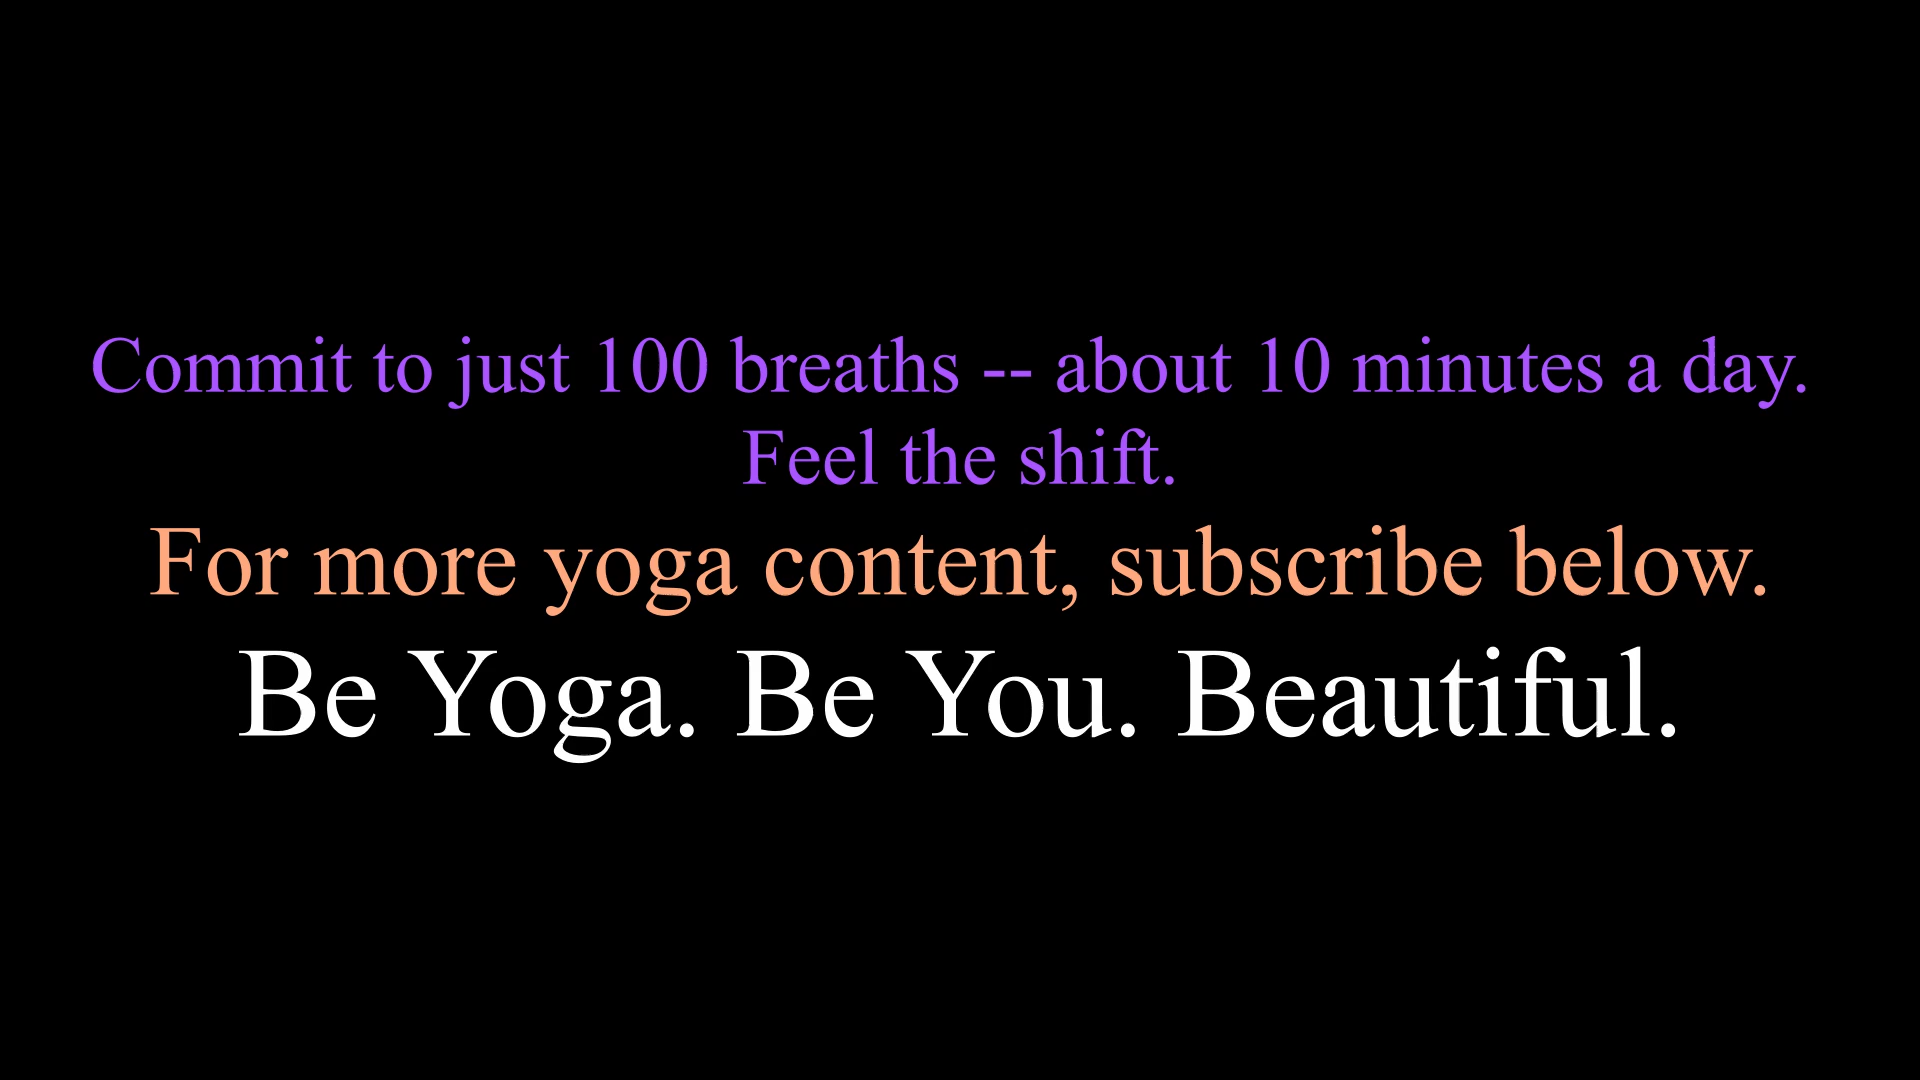 Commit to just 100 breaths -- about 10 minutes a day.
Feel the shift.
For more yoga content, subscribe below.
Be Yoga. Be You. Beautiful.